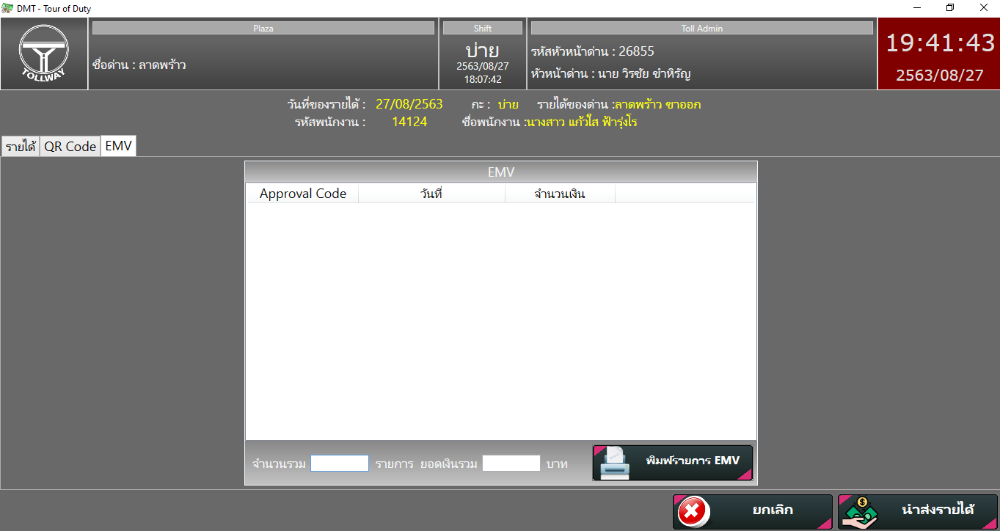 DMT - Tour of Duty
TOLLWAY
Plaza
ชื่อด่าน : ลาดพร้าว
Shift
บ่าย
2563/08/27
18:07:42
Toll Admin
รหัสหัวหน้าด่าน : 26855
หัวหน้าด่าน : นาย วิรชัย ขำหิรัญ
19:41:43
2563/08/27
วันที่ของรายได้ : 27/08/2563 กะ : บ่าย รายได้ของด่าน :ลาดพร้าว ขาออก
รหัสพนักงาน : 14124 ชื่อพนักงาน :นางสาว แก้วใส ฟ้ารุ่งโร
รายได้ QR Code EMV
EMV
Approval Code วันที่ จำนวนเงิน
จำนวนรวม รายการ ยอดเงินรวม บาท
พิมพ์รายการ EMV
ยกเลิก นำส่งรายได้